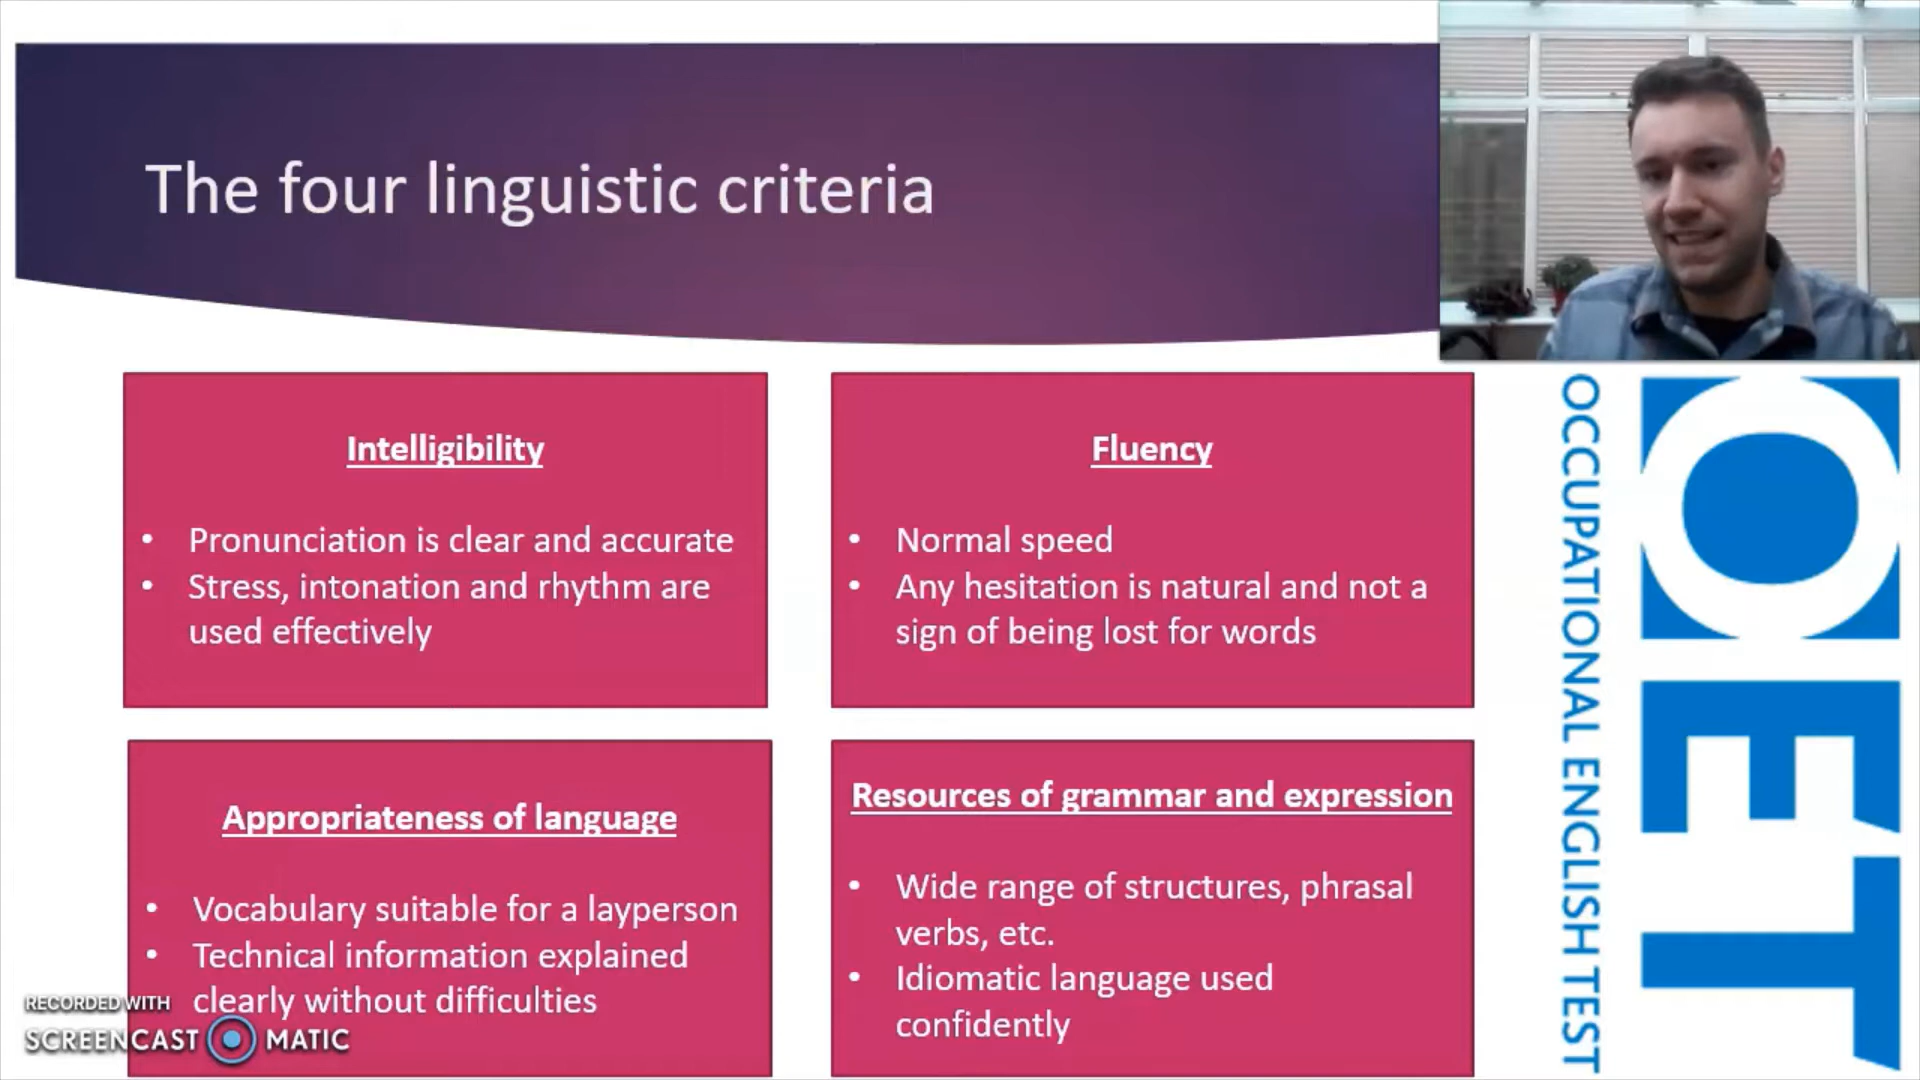 The four linguistic criteria
Intelligibility
• Pronunciation is clear and accurate
• Stress, intonation and rhythm are
used effectively
Fluency
• Normal speed
• Any hesitation is natural and not a
sign of being lost for words
Appropriateness of language
• Vocabulary suitable for a layperson
• Technical information explained
clearly without difficulties
Resources of grammar and expression
• Wide range of structures, phrasal
verbs, etc.
• Idiomatic language used
confidently
OET
OCCUPATIONAL ENGLISH TEST
RECORDED WITH
SCREENCAST MATIC